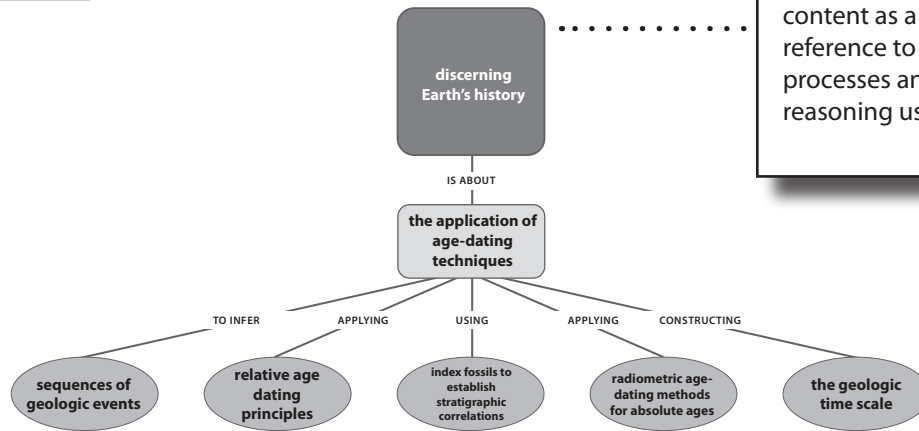 content as a
reference to
processes an
reasoning us
discerning
Earth's history
IS ABOUT
the application of
age-dating
techniques
TO INFER
APPLYING
USING
APPLYING
CONSTRUCTING
sequences of
geologic events
relative age
dating
principles
index fossils to
establish
stratigraphic
correlations
radiometric age-
dating methods
for absolute ages
the geologic
time scale